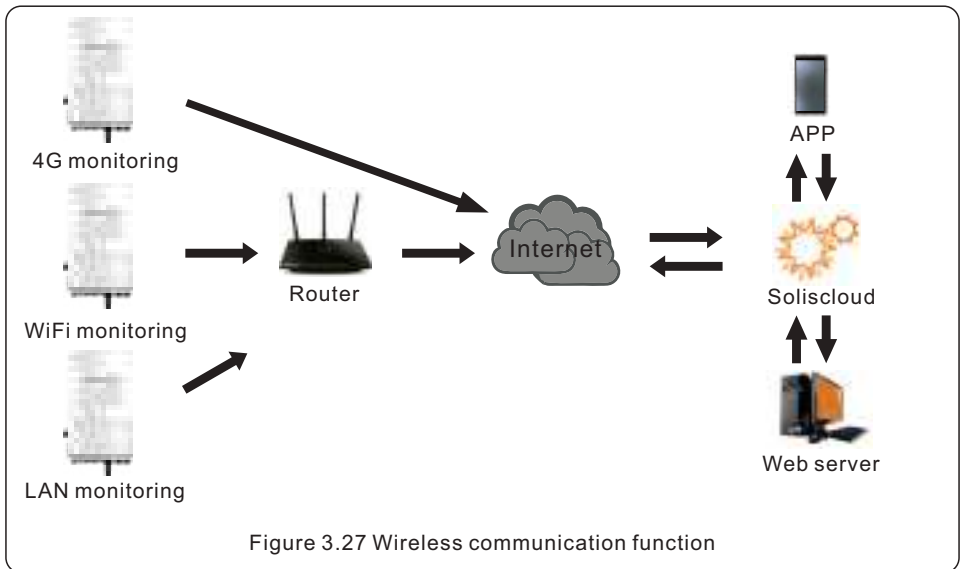 4G monitoring
WiFi monitoring
LAN monitoring
Router
Internet
APP
Soliscloud
Web server
Figure 3.27 Wireless communication function